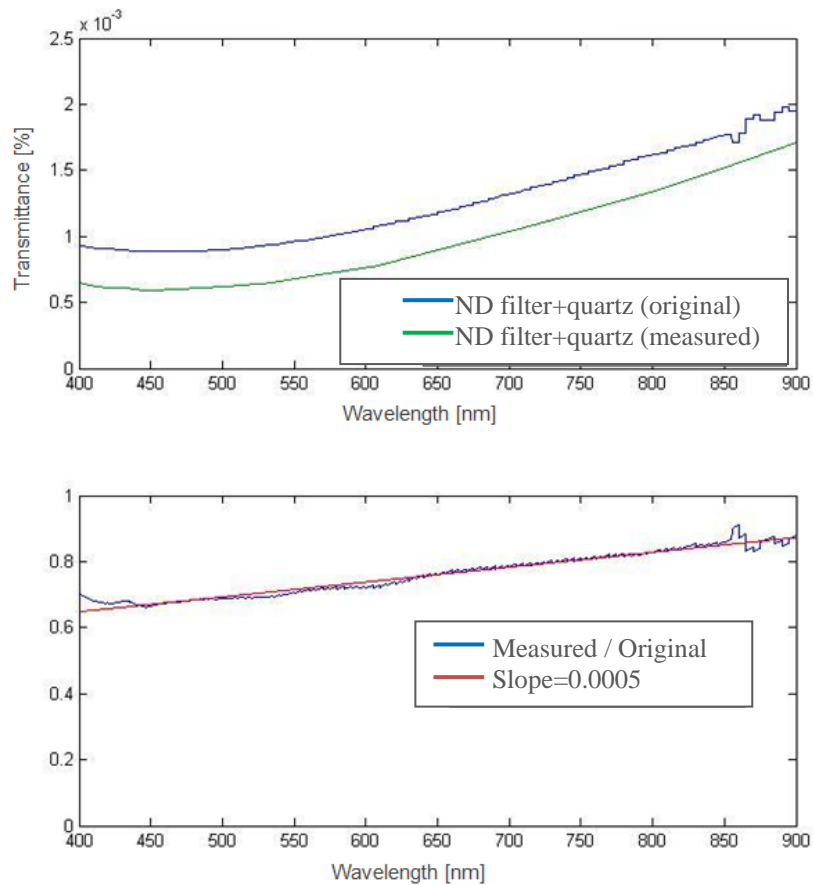 x 10⁻³
2.5
2
1.5
1
0.5
0
Transmittance [%]
ND filter+quartz (original)
ND filter+quartz (measured)
400 450 500 550 600 650 700 750 800 850 900
Wavelength [nm]
1
0.8
0.6
0.4
0.2
0
Measured / Original
Slope=0.0005
400 450 500 550 600 650 700 750 800 850 900
Wavelength [nm]